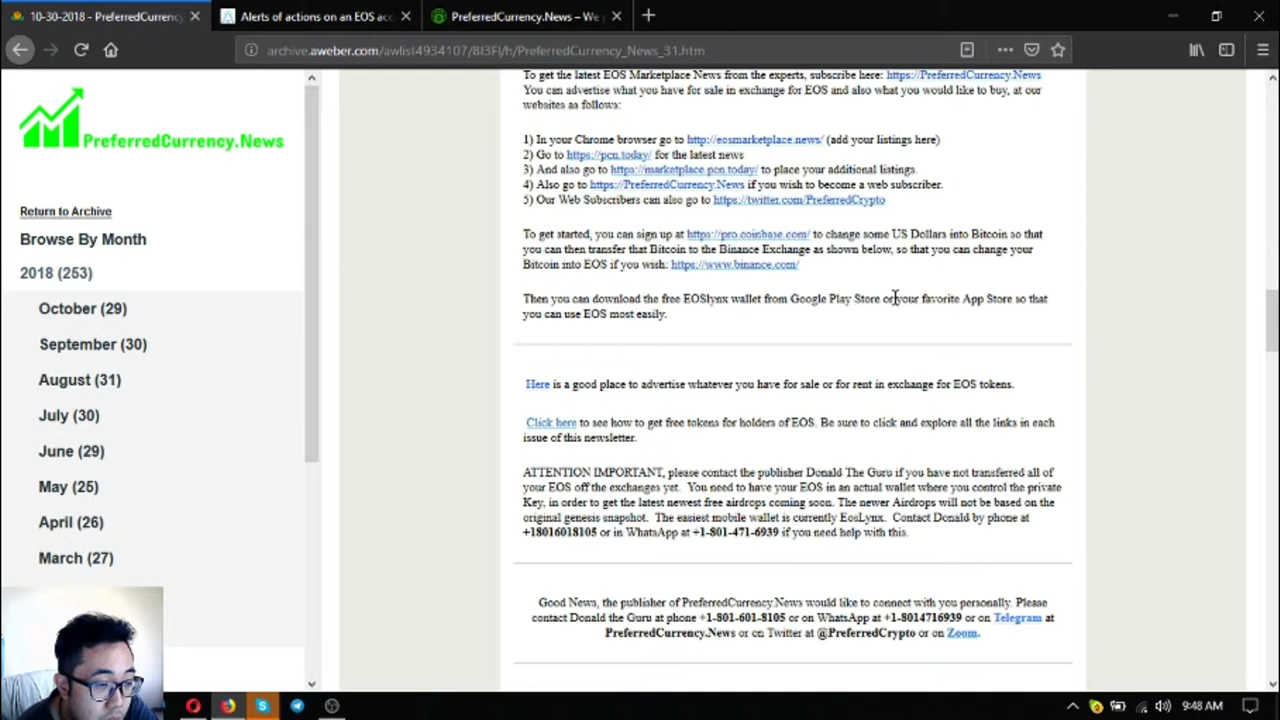 10-30-2018 - PreferredCurrency
Alerts of actions on an EOS acc
PreferredCurrency.News – We p
archive.aweber.com/awlist4934107/8I3FJ/h/PreferredCurrency_News_31.htm
PreferredCurrency.News
Return to Archive
Browse By Month
2018 (253)
October (29)
September (30)
August (31)
July (30)
June (29)
May (25)
April (26)
March (27)
To get the latest EOS Marketplace News from the experts, subscribe here: https://PreferredCurrency.News
You can advertise what you have for sale in exchange for EOS and also what you would like to buy, at our
websites as follows:
1) In your Chrome browser go to http://eosmarketplace.news/ (add your listings here)
2) Go to https://pcn.today/ for the latest news
3) And also go to https://marketplace.pcn.today/ to place your additional listings.
4) Also go to https://PreferredCurrency.News if you wish to become a web subscriber.
5) Our Web Subscribers can also go to https://twitter.com/PreferredCrypto
To get started, you can sign up at https://pro.coinbase.com/ to change some US Dollars into Bitcoin so that
you can then transfer that Bitcoin to the Binance Exchange as shown below, so that you can change your
Bitcoin into EOS if you wish: https://www.binance.com/
Then you can download the free EOSlynx wallet from Google Play Store or your favorite App Store so that
you can use EOS most easily.
Here is a good place to advertise whatever you have for sale or for rent in exchange for EOS tokens.
Click here to see how to get free tokens for holders of EOS. Be sure to click and explore all the links in each
issue of this newsletter.
ATTENTION IMPORTANT, please contact the publisher Donald The Guru if you have not transferred all of
your EOS off the exchanges yet. You need to have your EOS in an actual wallet where you control the private
Key, in order to get the latest newest free airdrops coming soon. The newer Airdrops will not be based on the
original genesis snapshot. The easiest mobile wallet is currently EosLynx. Contact Donald by phone at
+18016018105 or in WhatsApp at +1-801-471-6939 if you need help with this.
Good News, the publisher of PreferredCurrency.News would like to connect with you personally. Please
contact Donald the Guru at phone +1-801-601-8105 or on WhatsApp at +1-8014716939 or on Telegram at
PreferredCurrency.News or on Twitter at @PreferredCrypto or on Zoom.
9:48 AM